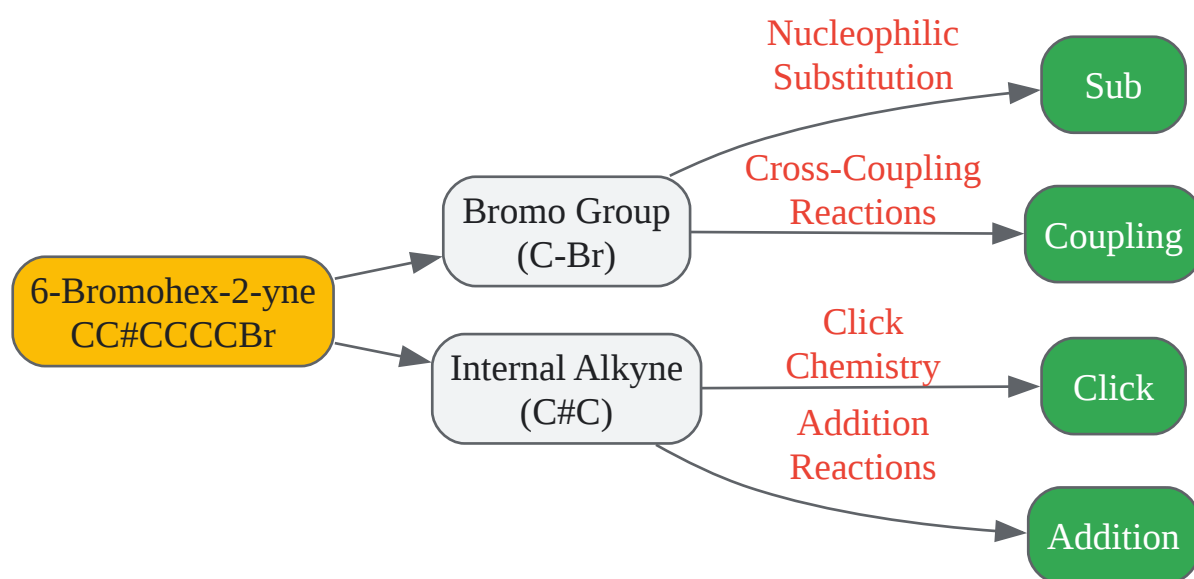 Nucleophilic
Substitution
Sub
Cross-Coupling
Reactions
Bromo Group
(C-Br)
Coupling
6-Bromohex-2-yne
CC#CCCCBr
Click
Chemistry
Internal Alkyne
(C#C)
Click
Addition
Reactions
Addition